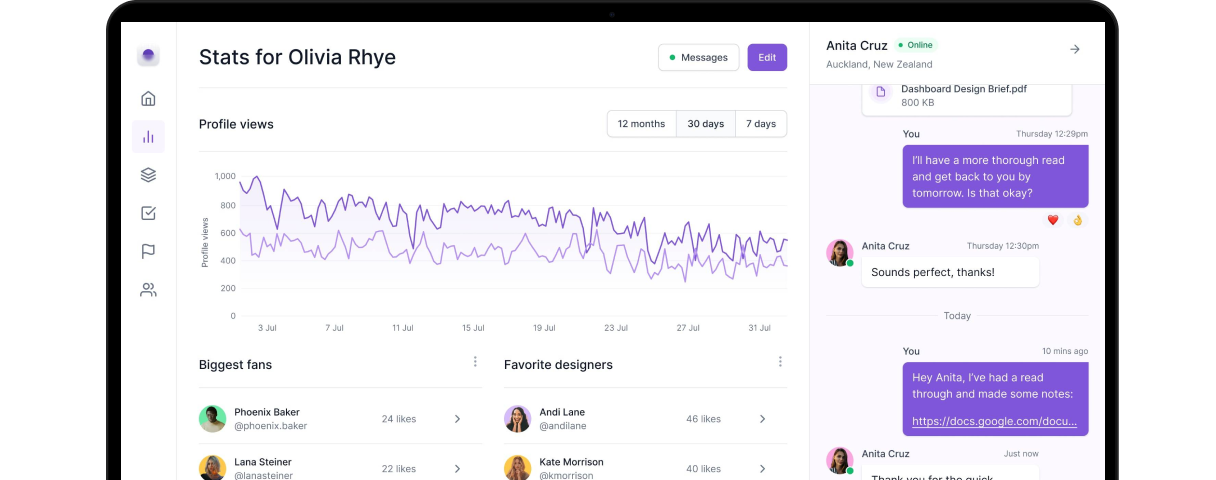 Stats for Olivia Rhye
Messages
Edit
Profile views
12 months
30 days
7 days
Profile views
1,000
800
600
400
200
0
3 Jul
7 Jul
11 Jul
15 Jul
19 Jul
23 Jul
27 Jul
31 Jul
Biggest fans
Phoenix Baker
@phoenix.baker
24 likes
Lana Steiner
@lanasteiner
22 likes
Favorite designers
Andi Lane
@andilane
46 likes
Kate Morrison
@kmorrison
40 likes
Anita Cruz
Online
Auckland, New Zealand
Dashboard Design Brief.pdf
800 KB
You
Thursday 12:29pm
I’ll have a more thorough read
and get back to you by
tomorrow. Is that okay?
Anita Cruz
Thursday 12:30pm
Sounds perfect, thanks!
Today
You
10 mins ago
Hey Anita, I’ve had a read
through and made some notes:
https://docs.google.com/docu...
Anita Cruz
Just now
Thank you for the quick